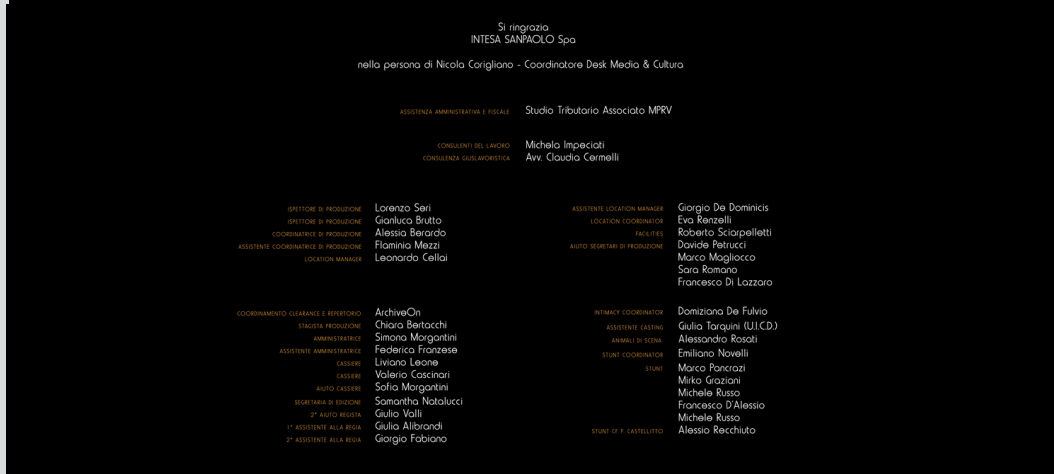 Si ringrazia
INTESA SANPAOLO Spa
nella persona di Nicola Corigliano - Coordinatore Desk Media & Cultura
ASSISTENZA AMMINISTRATIVA E FISCALE Studio Tributario Associato MPRV
CONSULENTI DEL LAVORO Michela Impeciati
CONSULENZA GIUSLAVORISTICA Avv. Claudia Cermelli
ISPETTORE DI PRODUZIONE Lorenzo Seri
ISPETTORE DI PRODUZIONE Gianluca Brutto
COORDINATRICE DI PRODUZIONE Alessia Berardo
ASSISTENTE COORDINATRICE DI PRODUZIONE Flaminia Mezzi
LOCATION MANAGER Leonardo Cellai
ASSISTENTE LOCATION MANAGER Giorgio De Dominicis
LOCATION COORDINATOR Eva Renzelli
FACILITIES Roberto Sciarpelletti
AIUTO SEGRETARI DI PRODUZIONE Davide Petrucci
Marco Magliocco
Sara Romano
Francesco Di Lazzaro
COORDINAMENTO CLEARANCE E REPERTORIO ArchiveOn
STAGISTA PRODUZIONE Chiara Bertacchi
AMMINISTRATRICE Simona Morgantini
ASSISTENTE AMMINISTRATRICE Federica Franzese
CASSIERE Liviano Leone
CASSIERE Valerio Cascinari
AIUTO CASSIERE Sofia Morgantini
SEGRETARIA DI EDIZIONE Samantha Natalucci
2° AIUTO REGISTA Giulio Valli
1° ASSISTENTE ALLA REGIA Giulia Alibrandi
2° ASSISTENTE ALLA REGIA Giorgio Fabiano
INTIMACY COORDINATOR Domiziana De Fulvio
ASSISTENTE CASTING Giulia Tarquini (U.I.C.D.)
ANIMALI DI SCENA Alessandro Rosati
STUNT COORDINATOR Emiliano Novelli
STUNT Marco Pancrazi
Mirko Graziani
Michele Russo
Francesco D'Alessio
Michele Russo
STUNT CF P. CASTELLITTO Alessio Recchiuto